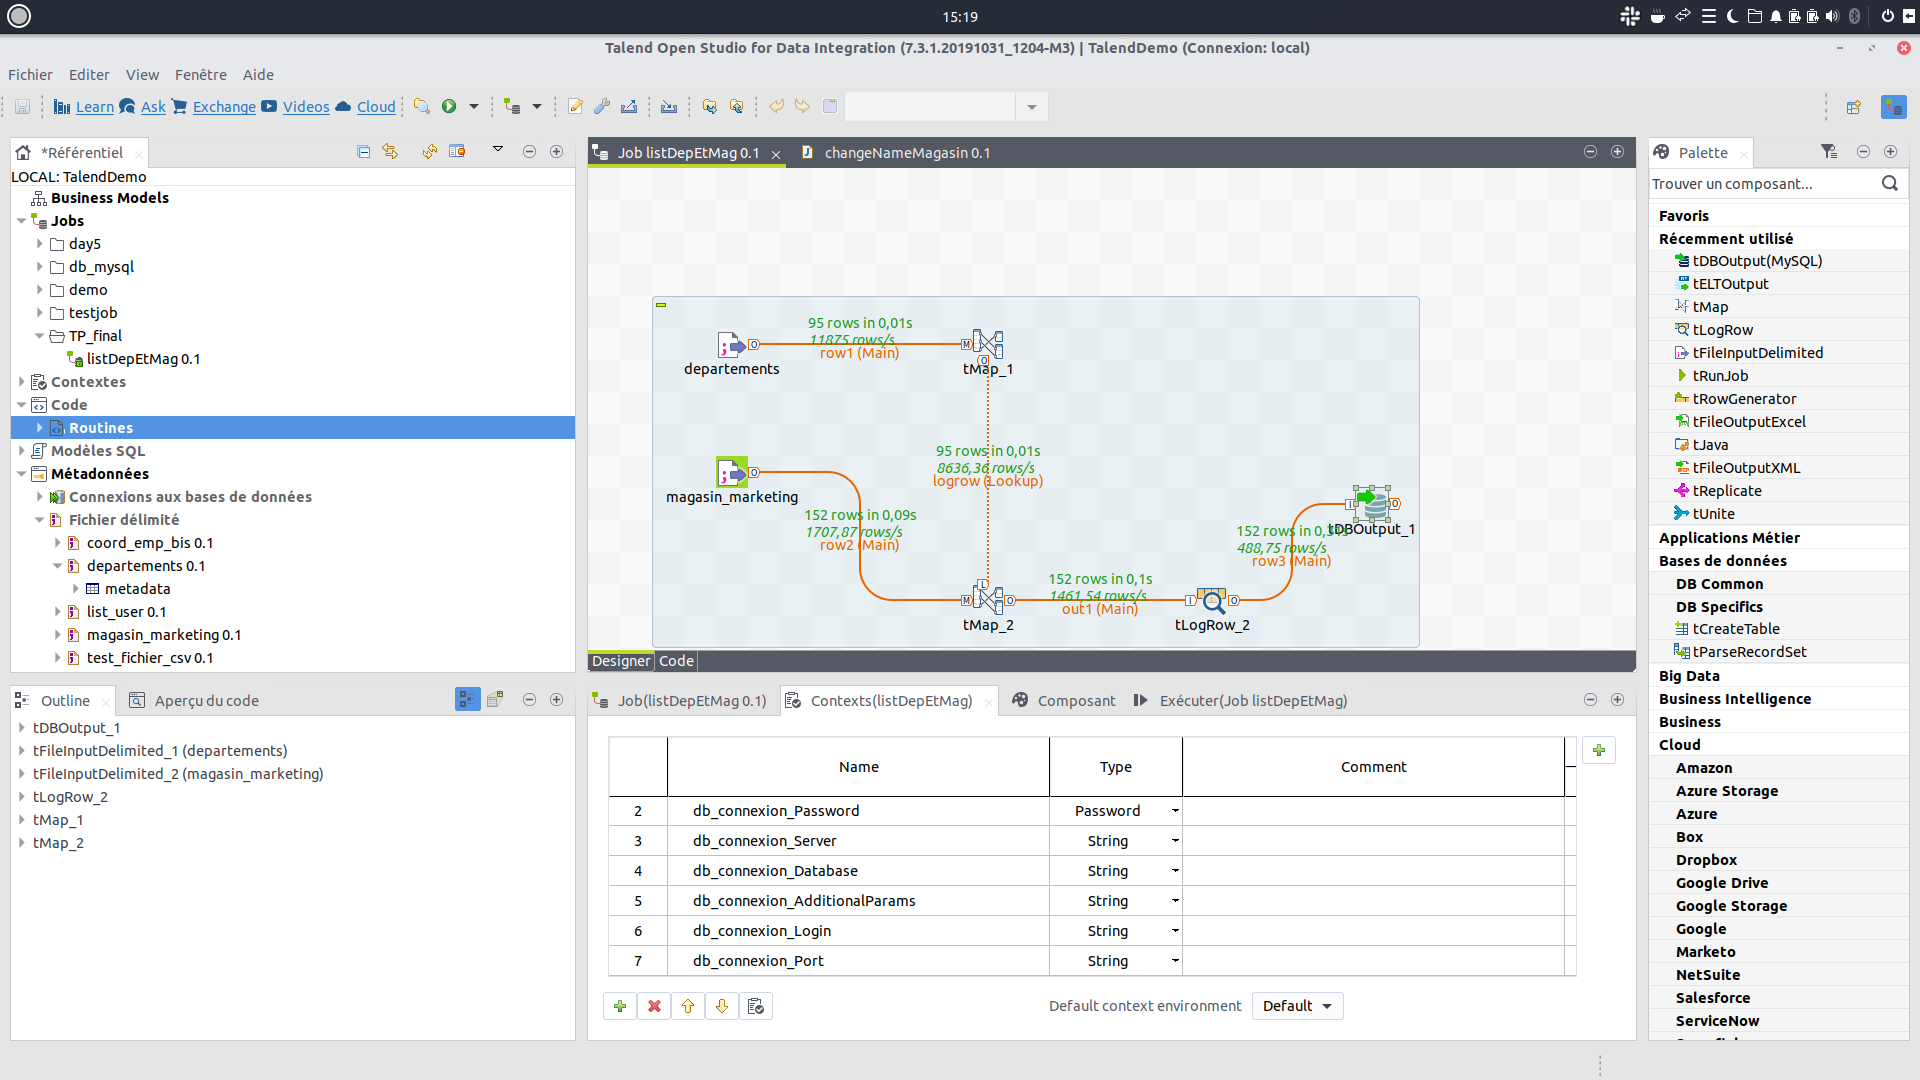 15:19
Talend Open Studio for Data Integration (7.3.1.20191031_1204-M3) | TalendDemo (Connexion: local)
Fichier Editer View Fenêtre Aide
Learn Ask Exchange Videos Cloud
*Référentiel
LOCAL: TalendDemo
Business Models
Jobs
day5
db_mysql
demo
testjob
TP_final
listDepEtMag 0.1
Contextes
Code
Routines
Modèles SQL
Métadonnées
Connexions aux bases de données
Fichier délimité
coord_emp_bis 0.1
departements 0.1
metadata
list_user 0.1
magasin_marketing 0.1
test_fichier_csv 0.1
Job listDepEtMag 0.1 changeNameMagasin 0.1
95 rows in 0,01s
11875 rows/s
row1 (Main)
departements
tMap_1
95 rows in 0,01s
8636,36 rows/s
logrow (Lookup)
magasin_marketing
152 rows in 0,09s
1707,87 rows/s
row2 (Main)
tMap_2
152 rows in 0,1s
1461,54 rows/s
out1 (Main)
tLogRow_2
152 rows in
488,75 rows/s
row3 (Main)
tDBOutput_1
Designer Code
Palette
Trouver un composant...
Favoris
Récemment utilisé
tDBOutput(MySQL)
tELTOutput
tMap
tLogRow
tFileInputDelimited
tRunJob
tRowGenerator
tFileOutputExcel
tJava
tFileOutputXML
tReplicate
tUnite
Applications Métier
Bases de données
DB Common
DB Specifics
tCreateTable
tParseRecordSet
Big Data
Business Intelligence
Business
Cloud
Amazon
Azure Storage
Azure
Box
Dropbox
Google Drive
Google Storage
Google
Marketo
NetSuite
Salesforce
ServiceNow
Outline Aperçu du code
tDBOutput_1
tFileInputDelimited_1 (departements)
tFileInputDelimited_2 (magasin_marketing)
tLogRow_2
tMap_1
tMap_2
Job(listDepEtMag 0.1) Contexts(listDepEtMag) Composant Exécuter(Job listDepEtMag)
Name Type Comment
2 db_connexion_Password Password
3 db_connexion_Server String
4 db_connexion_Database String
5 db_connexion_AdditionalParams String
6 db_connexion_Login String
7 db_connexion_Port String
Default context environment Default